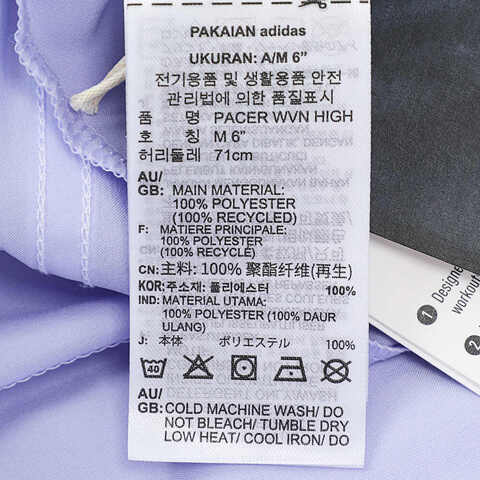 PAKAIAN adidas
UKURAN: A/M 6”
전기용품 및 생활용품 안전
관리법에 의한 품질표시
품 명 PACER WVN HIGH
호 칭 M 6”
허리둘레 71cm
AU/
GB: MAIN MATERIAL:
100% POLYESTER
(100% RECYCLED)
F: MATIERE PRINCIPALE:
100% POLYESTER
(100% RECYCLÉ)
CN: 主料: 100% 聚酯纤维(再生)
KOR: 주소재: 폴리에스터 100%
IND: MATERIAL UTAMA:
100% POLYESTER (100% DAUR
ULANG)
J: 本体 ポリエステル 100%
40
AU/
GB: COLD MACHINE WASH/ DO
NOT BLEACH/ TUMBLE DRY
LOW HEAT/ COOL IRON/ DO
1 Designe
workout
2